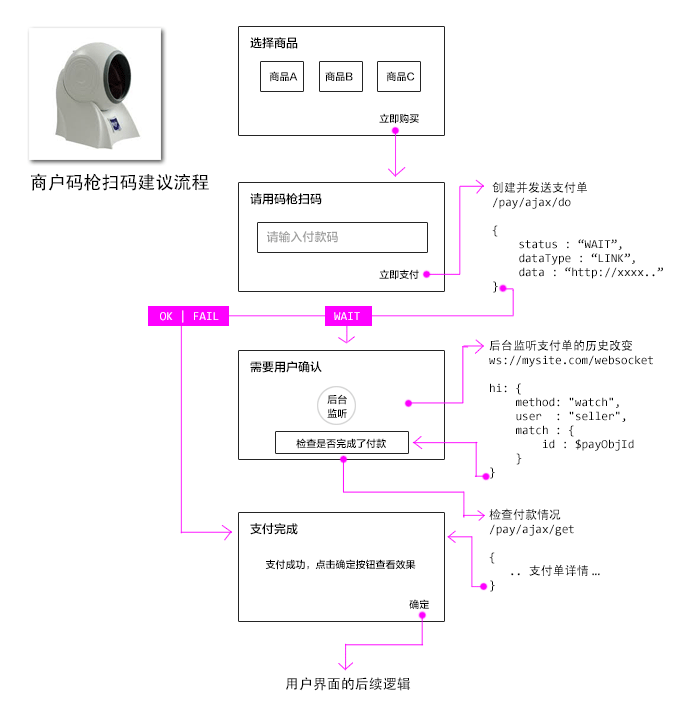 商户码枪扫码建议流程
选择商品
商品A
商品B
商品C
立即购买
请用码枪扫码
请输入付款码
立即支付
创建并发送支付单
/pay/ajax/do
{
status : “WAIT”,
dataType : “LINK”,
data : “http://xxxx..”
}
OK | FAIL
WAIT
需要用户确认
后台
监听
检查是否完成了付款
后台监听支付单的历史改变
ws://mysite.com/websocket
hi: {
method: "watch",
user  : "seller",
match : {
id : $payObjId
}
}
检查付款情况
/pay/ajax/get
{
.. 支付单详情...
}
支付完成
支付成功，点击确定按钮查看效果
确定
用户界面的后续逻辑